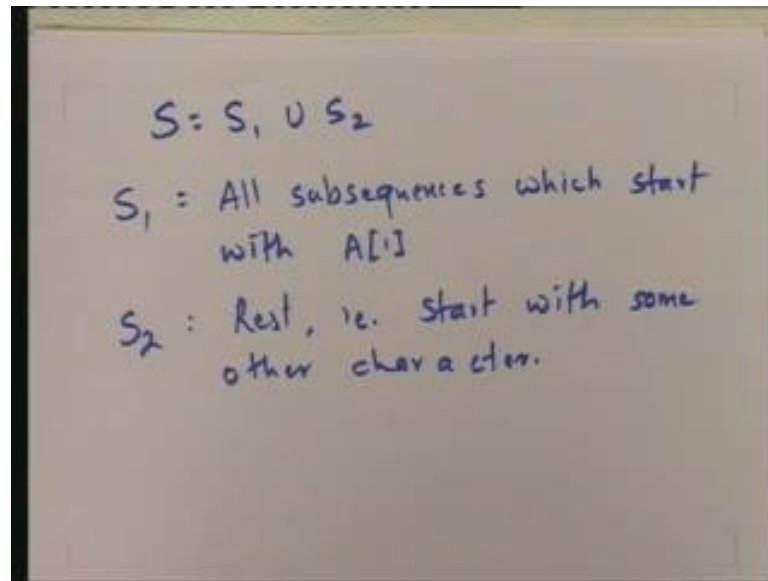 S = S₁ ∪ S₂
S₁ : All subsequences which start
with A[1]
S₂ : Rest, ie. start with some
other character.